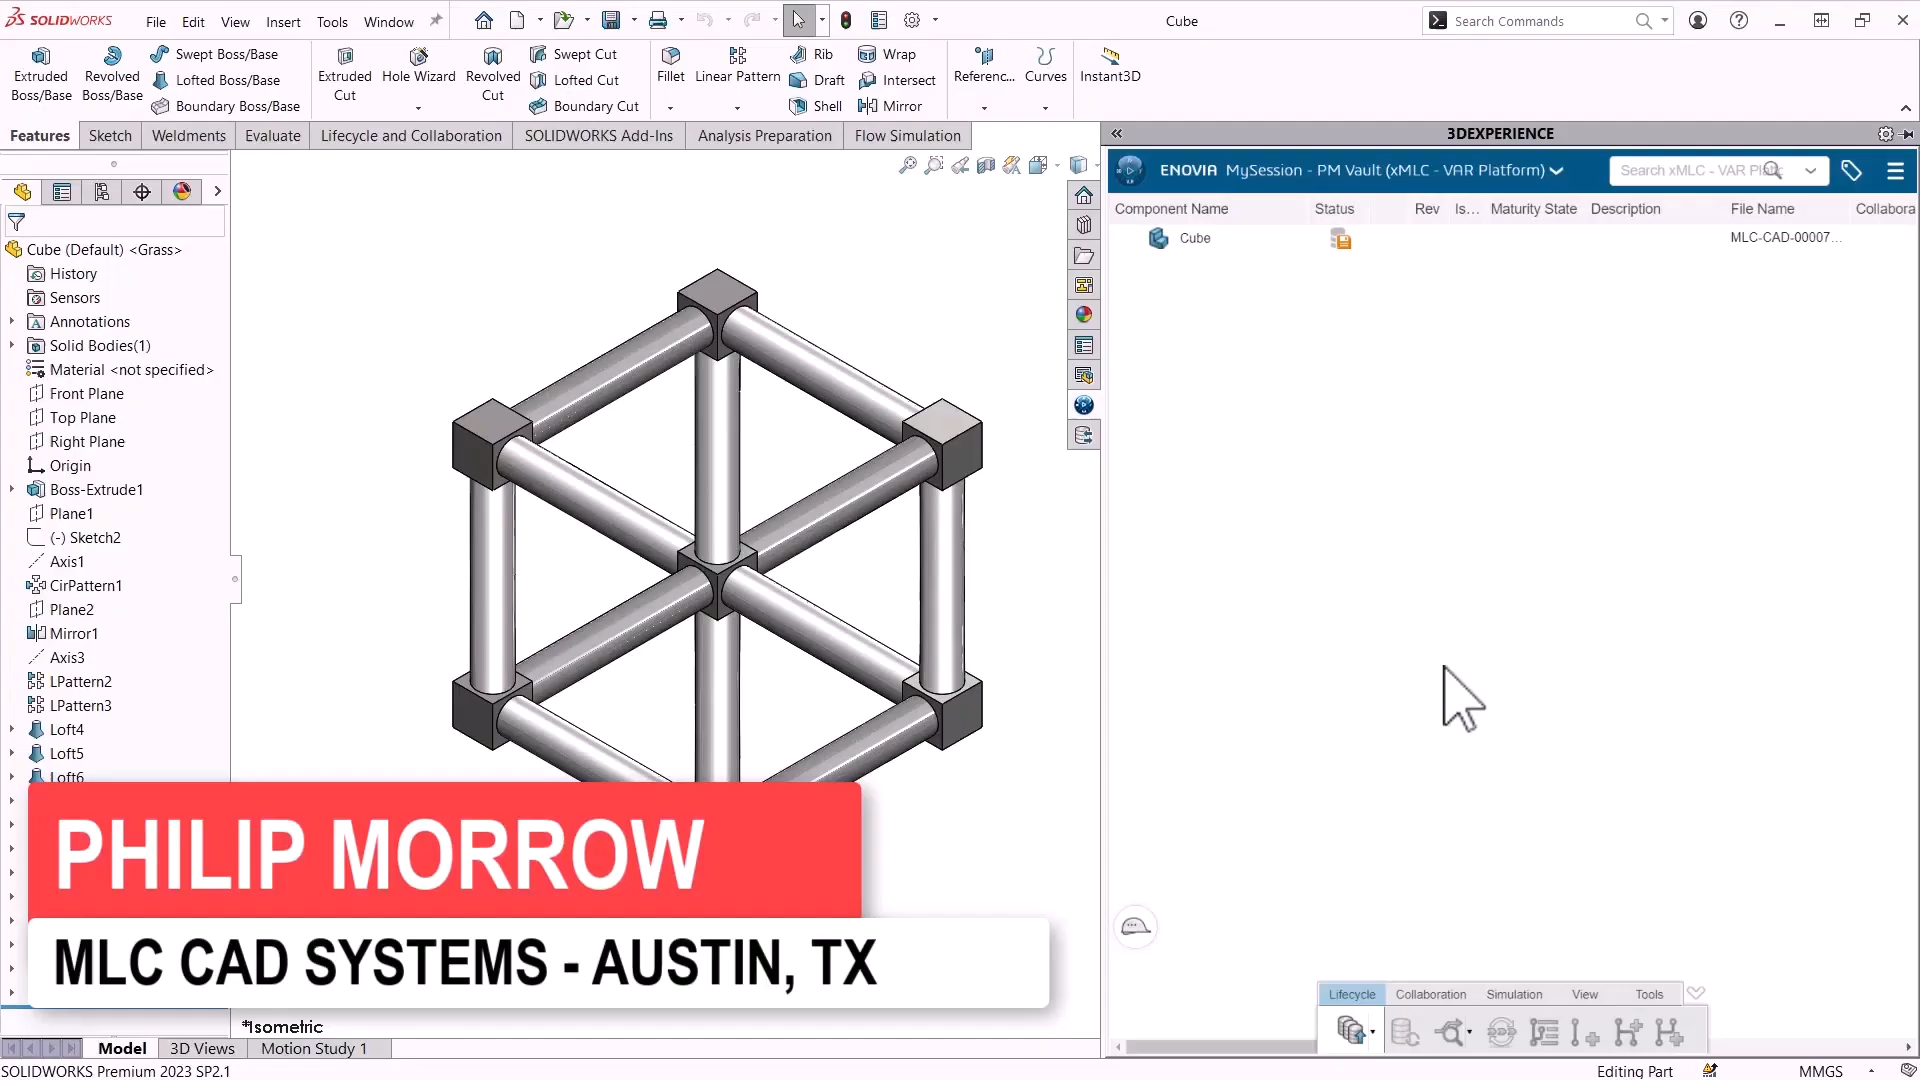 SOLIDWORKS
File Edit View Insert Tools Window
Cube
Search Commands
Extruded Boss/Base
Revolved Boss/Base
Swept Boss/Base
Lofted Boss/Base
Boundary Boss/Base
Extruded Cut
Hole Wizard
Revolved Cut
Swept Cut
Lofted Cut
Boundary Cut
Fillet
Linear Pattern
Rib
Draft
Shell
Wrap
Intersect
Mirror
Referenc...
Curves
Instant3D
Features Sketch Weldments Evaluate Lifecycle and Collaboration SOLIDWORKS Add-Ins Analysis Preparation Flow Simulation
3DEXPERIENCE
ENOVIA MySession - PM Vault (xMLC - VAR Platform)
Search xMLC - VAR
Component Name Status Rev Is... Maturity State Description File Name Collabora
Cube MLC-CAD-00007...
Cube (Default) <Grass>
History
Sensors
Annotations
Solid Bodies(1)
Material <not specified>
Front Plane
Top Plane
Right Plane
Origin
Boss-Extrude1
Plane1
(-) Sketch2
Axis1
CirPattern1
Plane2
Mirror1
Axis3
LPattern2
LPattern3
Loft4
Loft5
Loft6
PHILIP MORROW
MLC CAD SYSTEMS - AUSTIN, TX
*Isometric
Model 3D Views Motion Study 1
Lifecycle Collaboration Simulation View Tools
SOLIDWORKS Premium 2023 SP2.1
Editing Part
MMGS